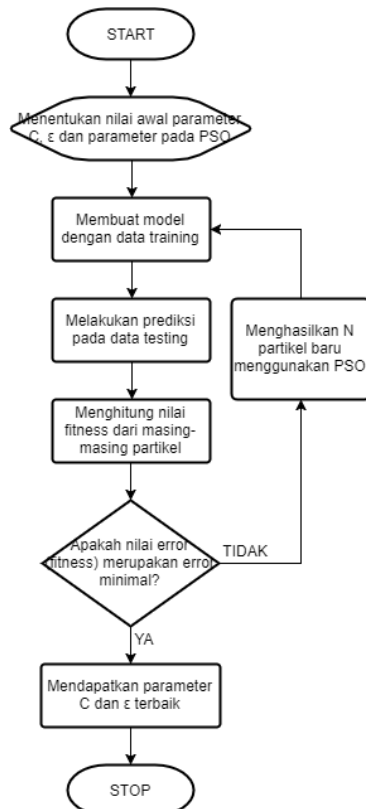 START
Menentukan nilai awal parameter
C, ε dan parameter pada PSO
Membuat model
dengan data training
Melakukan prediksi
pada data testing
Menghitung nilai
fitness dari masing-
masing partikel
Menghasilkan N
partikel baru
menggunakan PSO
Apakah nilai error
(fitness) merupakan error
minimal?
TIDAK
YA
Mendapatkan parameter
C dan ε terbaik
STOP